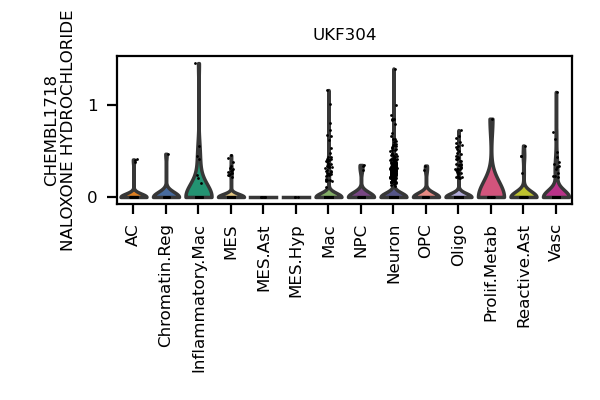 UKF304
CHEMBL1718
NALOXONE HYDROCHLORIDE
1
0
AC
Chromatin.Reg
Inflammatory.Mac
MES
MES.Ast
MES.Hyp
Mac
NPC
Neuron
OPC
Oligo
Prolif.Metab
Reactive.Ast
Vasc